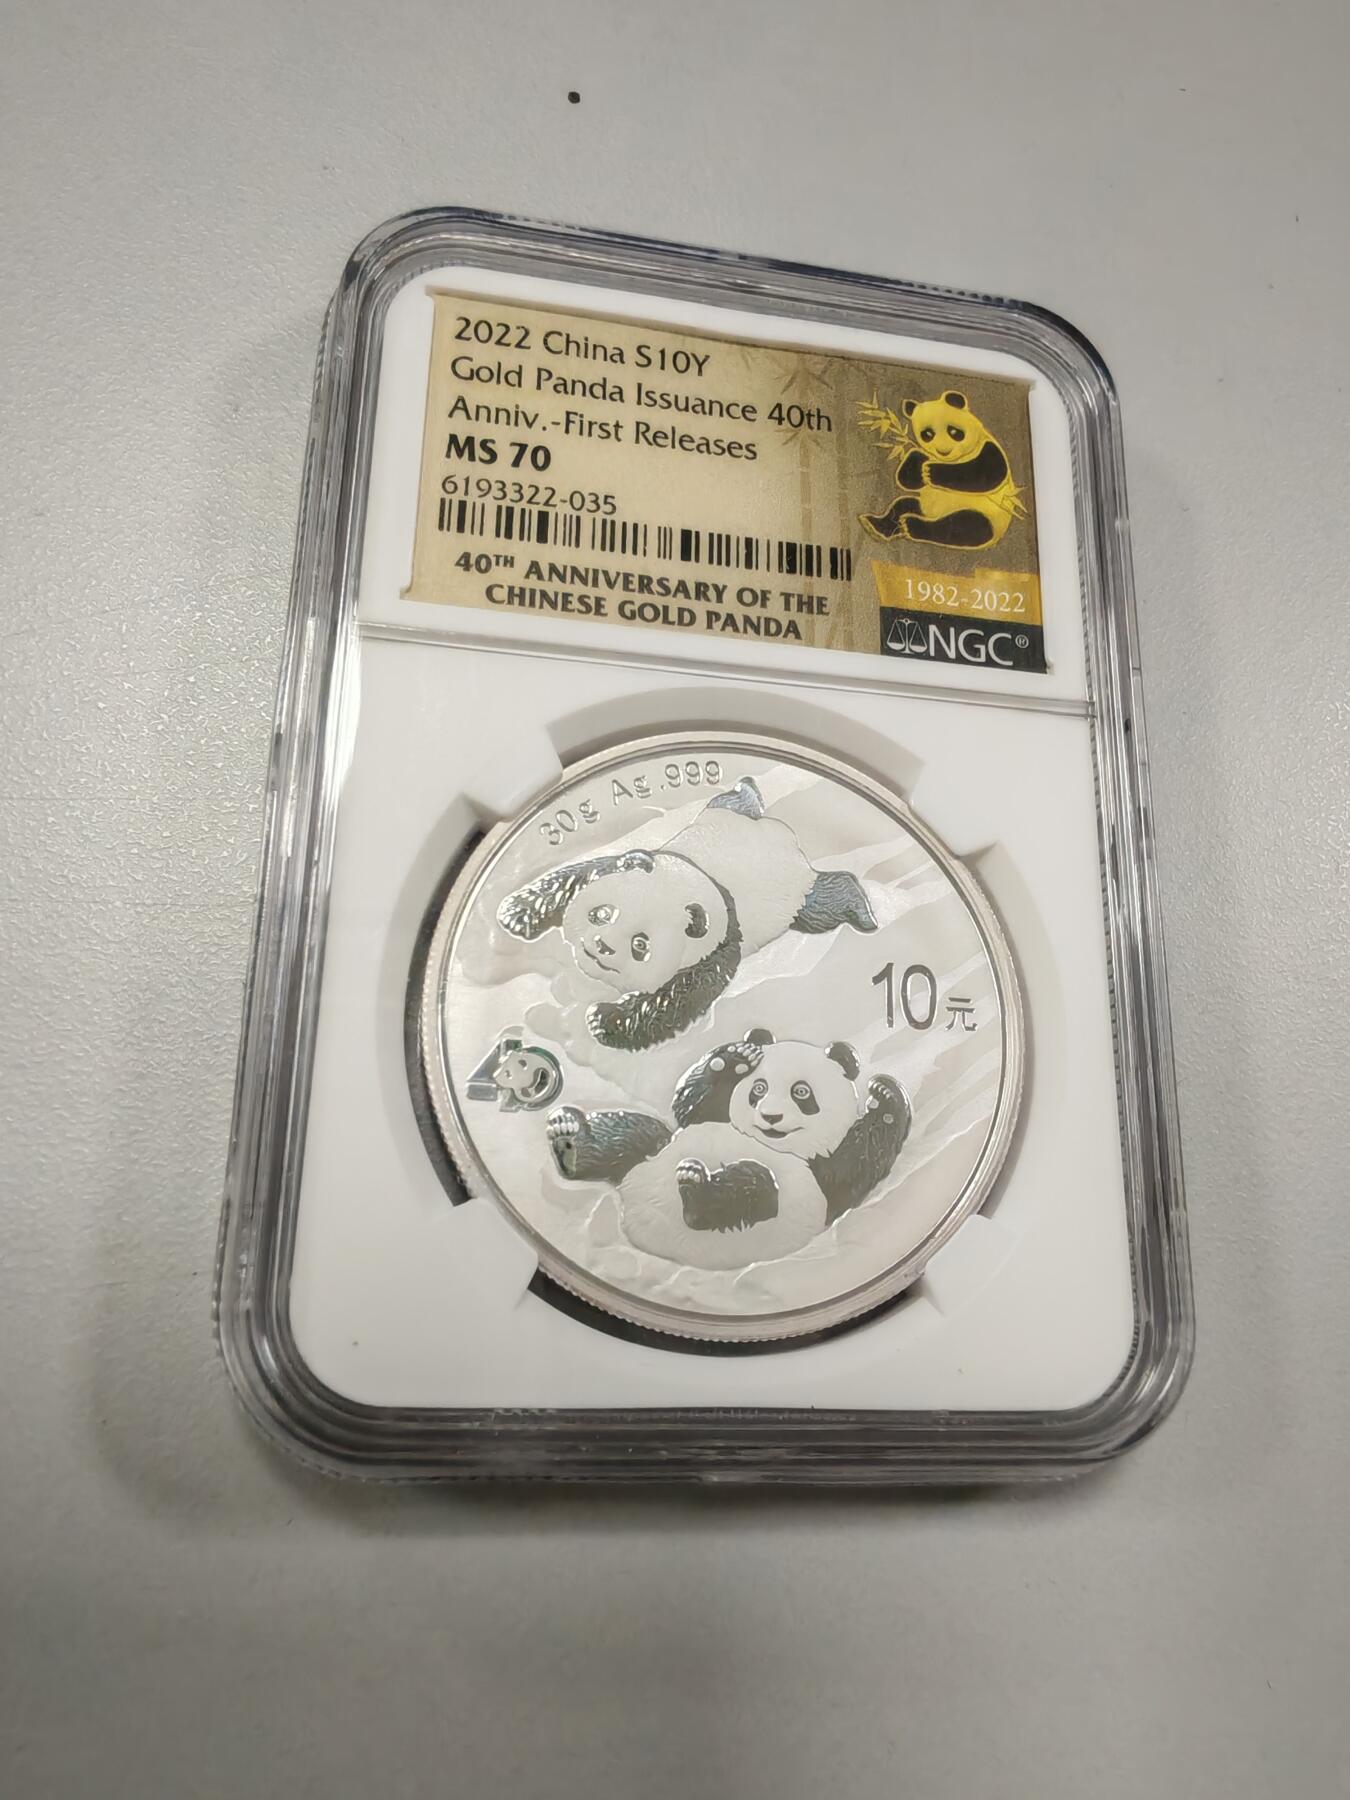 2022 China S10Y
Gold Panda Issuance 40th
Anniv.-First Releases
MS 70
6193322-035
40TH ANNIVERSARY OF THE
CHINESE GOLD PANDA
1982-2022
NGC®
30g Ag.999
10元
40